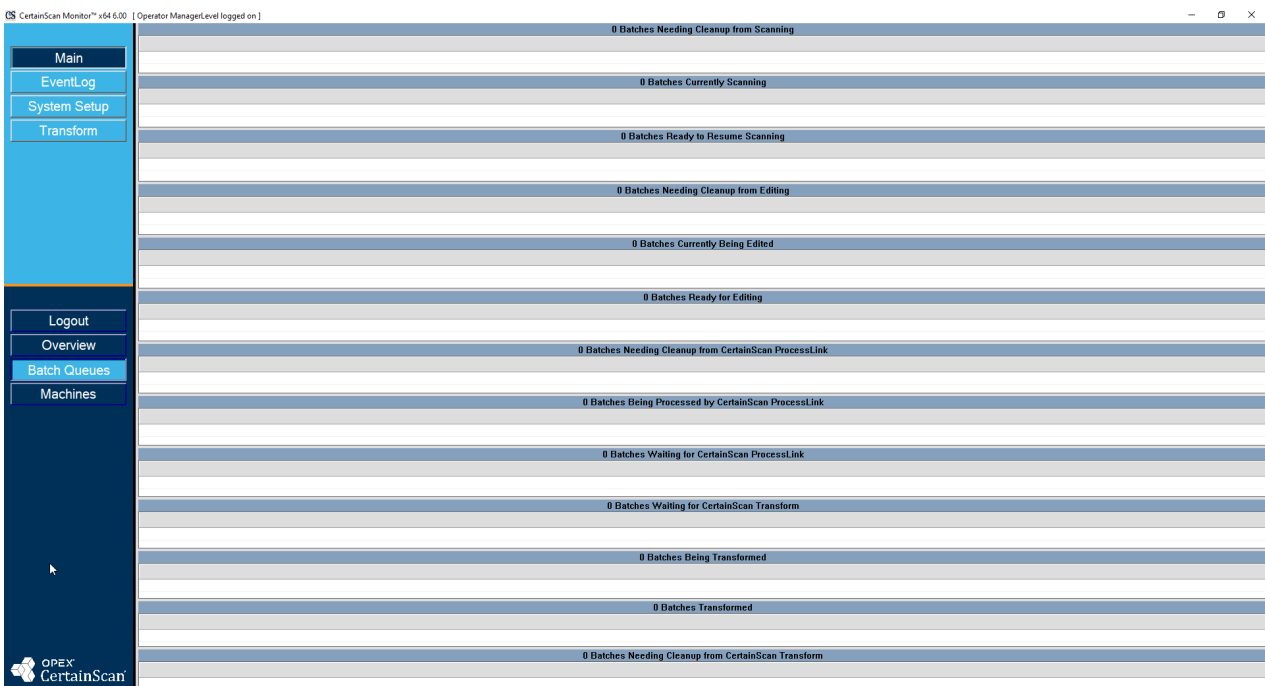 CS CertainScan Monitor™ x64 6.00 [ Operator ManagerLevel logged on ]
Main
EventLog
System Setup
Transform
Logout
Overview
Batch Queues
Machines
OPEX
CertainScan
0 Batches Needing Cleanup from Scanning
0 Batches Currently Scanning
0 Batches Ready to Resume Scanning
0 Batches Needing Cleanup from Editing
0 Batches Currently Being Edited
0 Batches Ready for Editing
0 Batches Needing Cleanup from CertainScan ProcessLink
0 Batches Being Processed by CertainScan ProcessLink
0 Batches Waiting for CertainScan ProcessLink
0 Batches Waiting for CertainScan Transform
0 Batches Being Transformed
0 Batches Transformed
0 Batches Needing Cleanup from CertainScan Transform